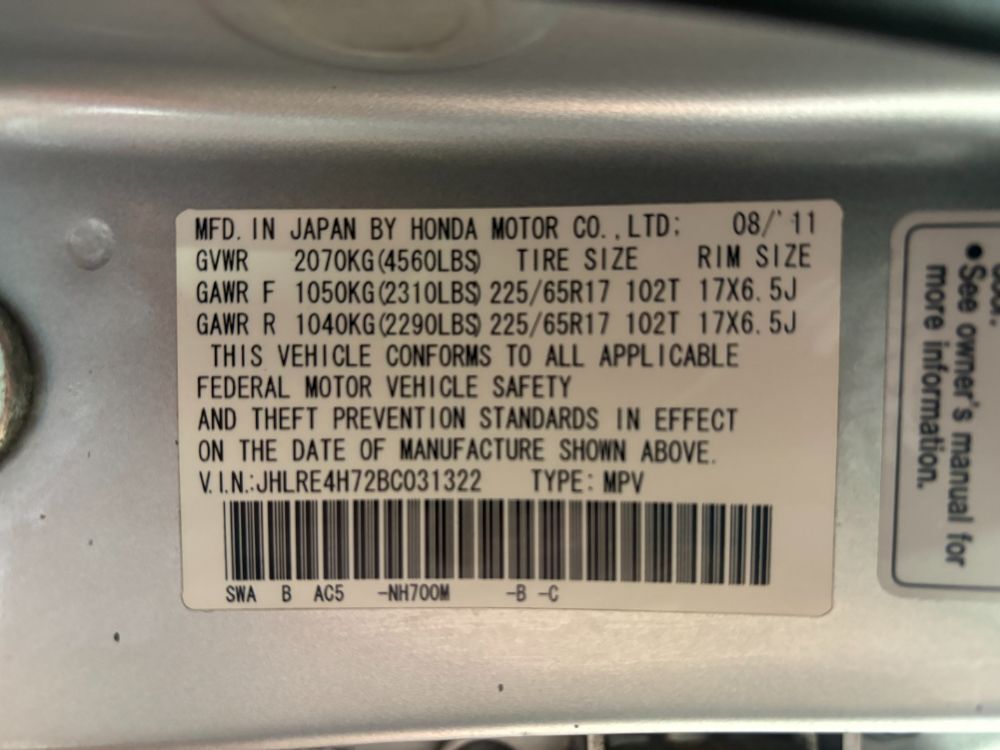 MFD. IN JAPAN BY HONDA MOTOR CO.,LTD: 08/'11
GVWR 2070KG(4560LBS) TIRE SIZE RIM SIZE
GAWR F 1050KG(2310LBS) 225/65R17 102T 17X6.5J
GAWR R 1040KG(2290LBS) 225/65R17 102T 17X6.5J
THIS VEHICLE CONFORMS TO ALL APPLICABLE
FEDERAL MOTOR VEHICLE SAFETY
AND THEFT PREVENTION STANDARDS IN EFFECT
ON THE DATE OF MANUFACTURE SHOWN ABOVE.
V.I.N.:JHLRE4H72BC031322 TYPE: MPV
SWA B AC5 -NH700M -B -C
• See owner's manual for
more information.